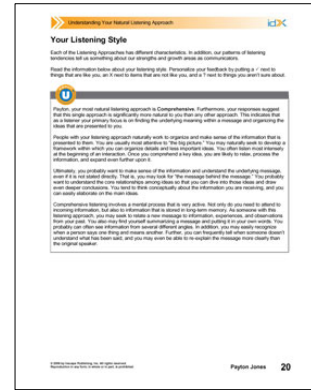 Understanding Your Natural Listening Approach
Your Listening Style
Each of the Listening Approaches has different characteristics. In addition, our patterns of listening
tendencies tell us something about our strengths and growth areas as communicators.
Read the information below about your listening style. Personalize your feedback by putting a ✓ next to
things that are like you, an X next to items that are not like you, and a ? next to things you aren't sure about.
Payton, your most natural listening approach is Comprehensive. Furthermore, your responses suggest
that this single approach is significantly more natural to you than any other approach. This indicates that
as a listener your primary focus is on finding the underlying meaning within a message and organizing the
ideas that are presented to you.
People with your listening approach naturally work to organize and make sense of the information that is
presented to them. You are usually most attentive to "the big picture." You may naturally seek to develop a
framework within which you can organize details and less important ideas. You often listen most intensely
at the beginning of an interaction. Once you comprehend a key idea, you are likely to relax, process the
information, and expand even further upon it.
Ultimately, you probably want to make sense of the information and understand the underlying message,
even if it is not stated directly. That is, you may look for "the message behind the message." You probably
want to understand the core relationships among ideas so that you can dive into those ideas and draw
even deeper conclusions. You tend to think conceptually about the information you are receiving, and you
can easily elaborate on the main ideas.
Comprehensive listening involves a mental process that is very active. Not only do you need to attend to
incoming information, but also to information that is stored in long-term memory. As someone with this
listening approach, you may seek to relate a new message to information, experiences, and observations
from your past. You also may find yourself summarizing a message and putting it in your own words. You
probably can often see information from several different angles. In addition, you may easily recognize
when a person says one thing and means another. Further, you can frequently tell when someone doesn't
understand what has been said, and you may even be able to re-explain the message more clearly than
the original speaker.
Payton Jones 20